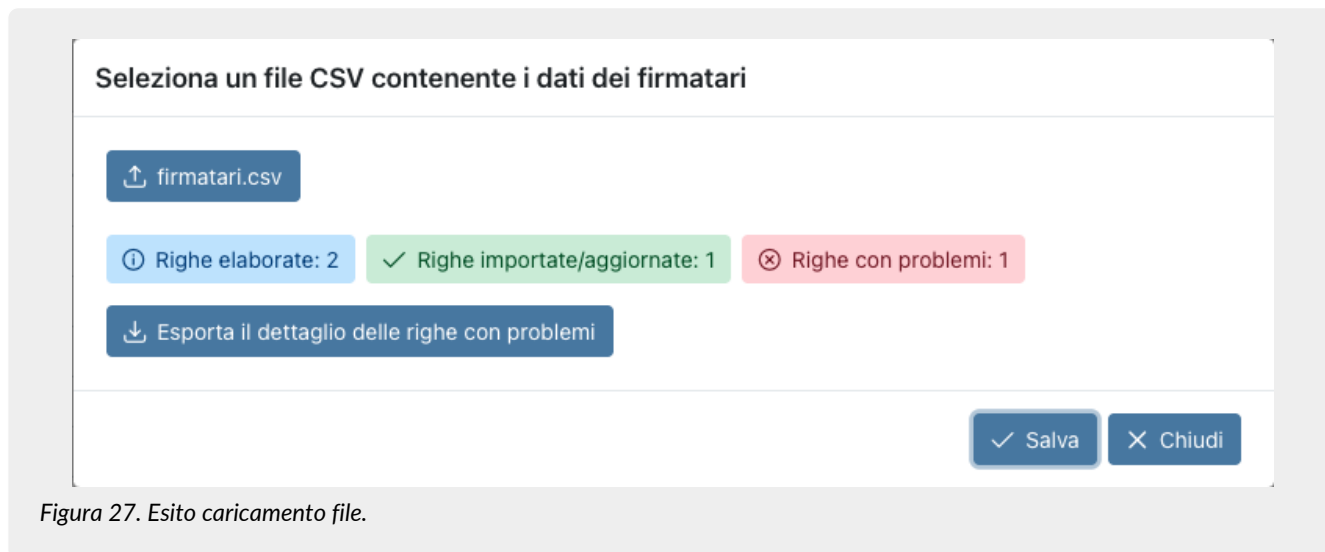 Seleziona un file CSV contenente i dati dei firmatari
firmatari.csv
Righe elaborate: 2 Righe importate/aggiornate: 1 Righe con problemi: 1
Esporta il dettaglio delle righe con problemi
Salva Chiudi
Figura 27. Esito caricamento file.